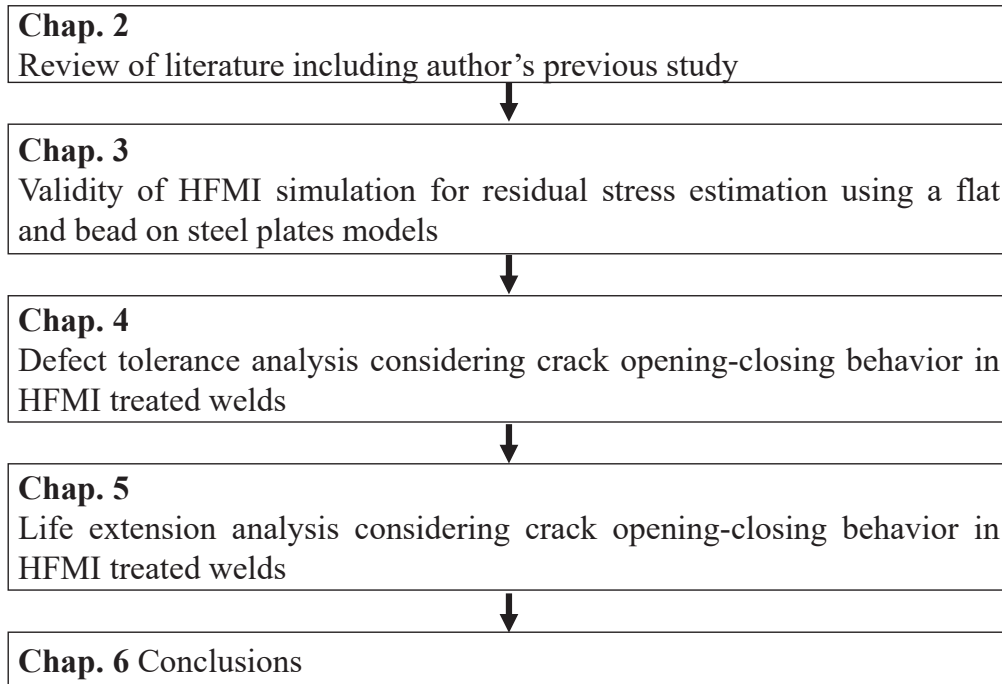 Chap. 2
Review of literature including author’s previous study
Chap. 3
Validity of HFMI simulation for residual stress estimation using a flat
and bead on steel plates models
Chap. 4
Defect tolerance analysis considering crack opening-closing behavior in
HFMI treated welds
Chap. 5
Life extension analysis considering crack opening-closing behavior in
HFMI treated welds
Chap. 6 Conclusions